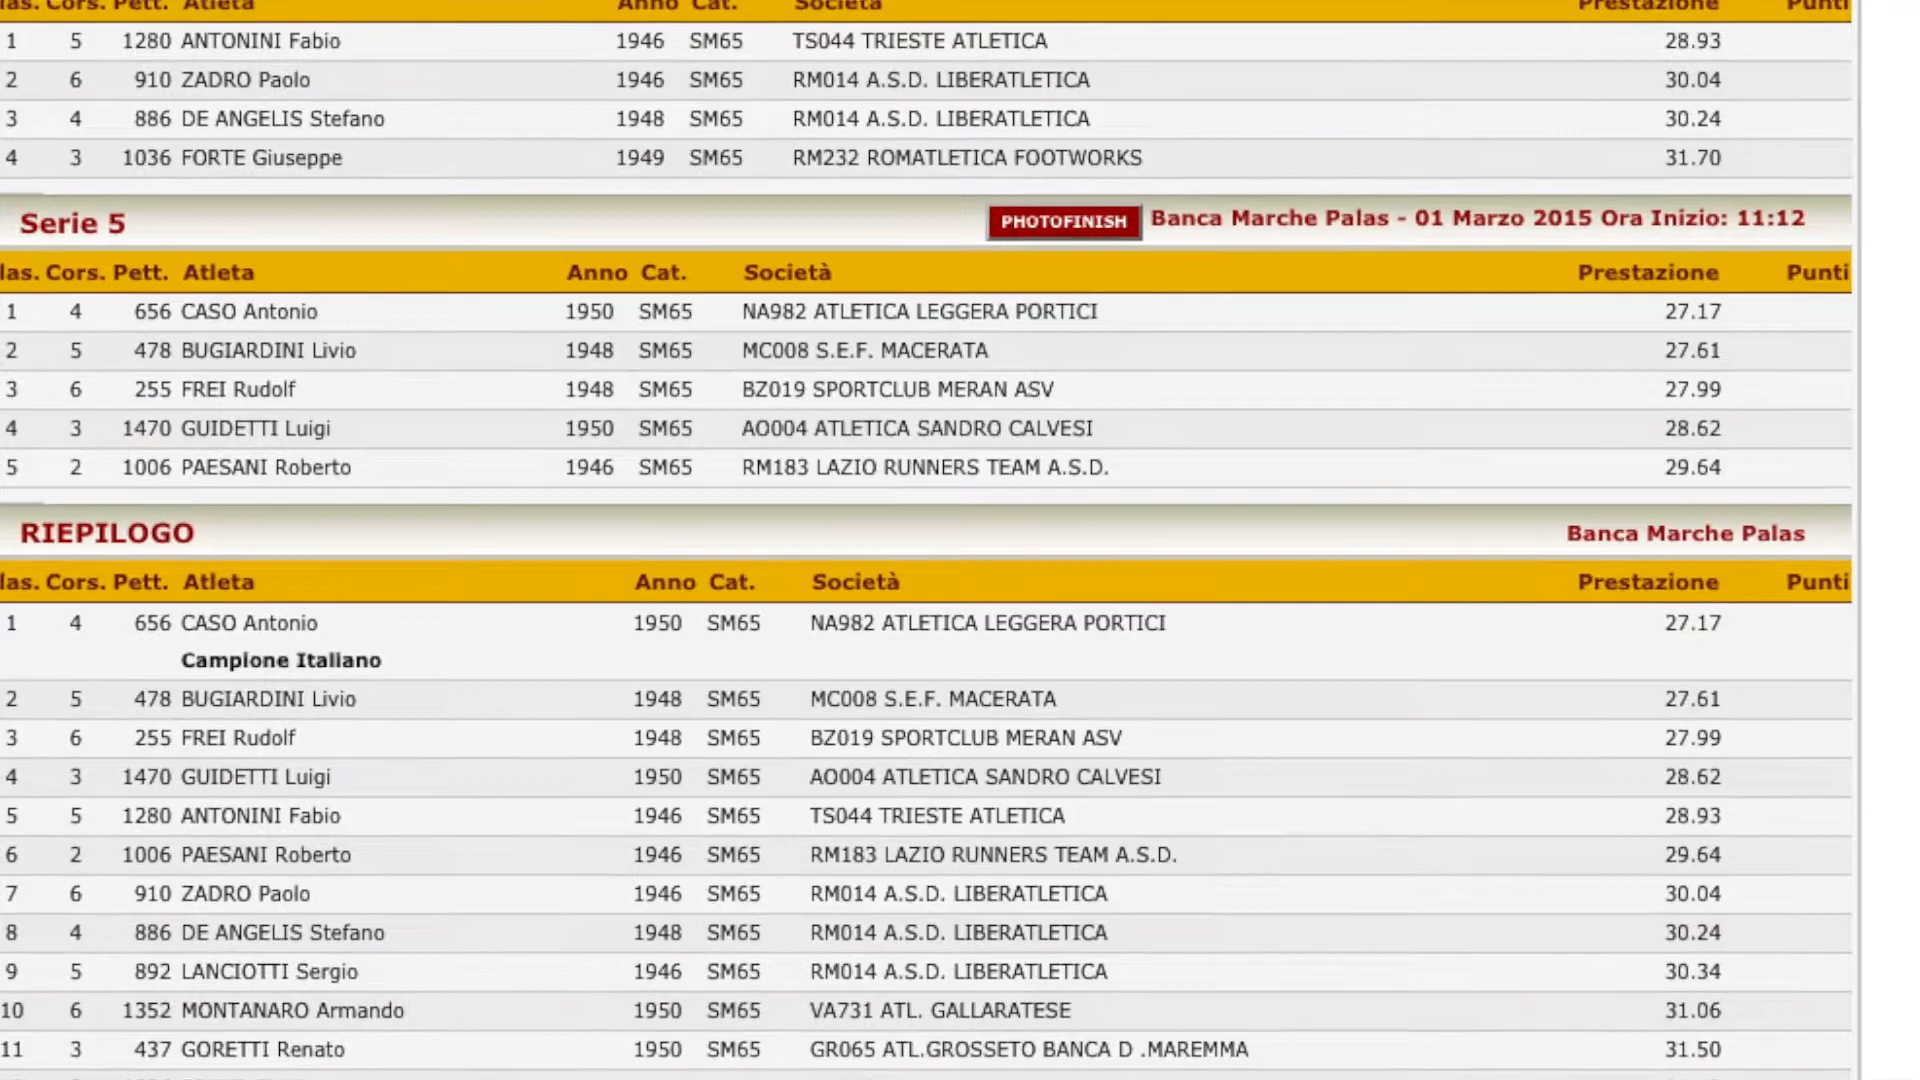 las. Cors. Pett. Atleta Anno Cat. Società Prestazione Punti
1 5 1280 ANTONINI Fabio 1946 SM65 TS044 TRIESTE ATLETICA 28.93
2 6 910 ZADRO Paolo 1946 SM65 RM014 A.S.D. LIBERATLETICA 30.04
3 4 886 DE ANGELIS Stefano 1948 SM65 RM014 A.S.D. LIBERATLETICA 30.24
4 3 1036 FORTE Giuseppe 1949 SM65 RM232 ROMATLETICA FOOTWORKS 31.70
Serie 5 PHOTOFINISH Banca Marche Palas - 01 Marzo 2015 Ora Inizio: 11:12
las. Cors. Pett. Atleta Anno Cat. Società Prestazione Punti
1 4 656 CASO Antonio 1950 SM65 NA982 ATLETICA LEGGERA PORTICI 27.17
2 5 478 BUGIARDINI Livio 1948 SM65 MC008 S.E.F. MACERATA 27.61
3 6 255 FREI Rudolf 1948 SM65 BZ019 SPORTCLUB MERAN ASV 27.99
4 3 1470 GUIDETTI Luigi 1950 SM65 AO004 ATLETICA SANDRO CALVESI 28.62
5 2 1006 PAESANI Roberto 1946 SM65 RM183 LAZIO RUNNERS TEAM A.S.D. 29.64
RIEPILOGO Banca Marche Palas
las. Cors. Pett. Atleta Anno Cat. Società Prestazione Punti
1 4 656 CASO Antonio 1950 SM65 NA982 ATLETICA LEGGERA PORTICI 27.17
Campione Italiano
2 5 478 BUGIARDINI Livio 1948 SM65 MC008 S.E.F. MACERATA 27.61
3 6 255 FREI Rudolf 1948 SM65 BZ019 SPORTCLUB MERAN ASV 27.99
4 3 1470 GUIDETTI Luigi 1950 SM65 AO004 ATLETICA SANDRO CALVESI 28.62
5 5 1280 ANTONINI Fabio 1946 SM65 TS044 TRIESTE ATLETICA 28.93
6 2 1006 PAESANI Roberto 1946 SM65 RM183 LAZIO RUNNERS TEAM A.S.D. 29.64
7 6 910 ZADRO Paolo 1946 SM65 RM014 A.S.D. LIBERATLETICA 30.04
8 4 886 DE ANGELIS Stefano 1948 SM65 RM014 A.S.D. LIBERATLETICA 30.24
9 5 892 LANCIOTTI Sergio 1946 SM65 RM014 A.S.D. LIBERATLETICA 30.34
10 6 1352 MONTANARO Armando 1950 SM65 VA731 ATL. GALLARATESE 31.06
11 3 437 GORETTI Renato 1950 SM65 GR065 ATL.GROSSETO BANCA D .MAREMMA 31.50